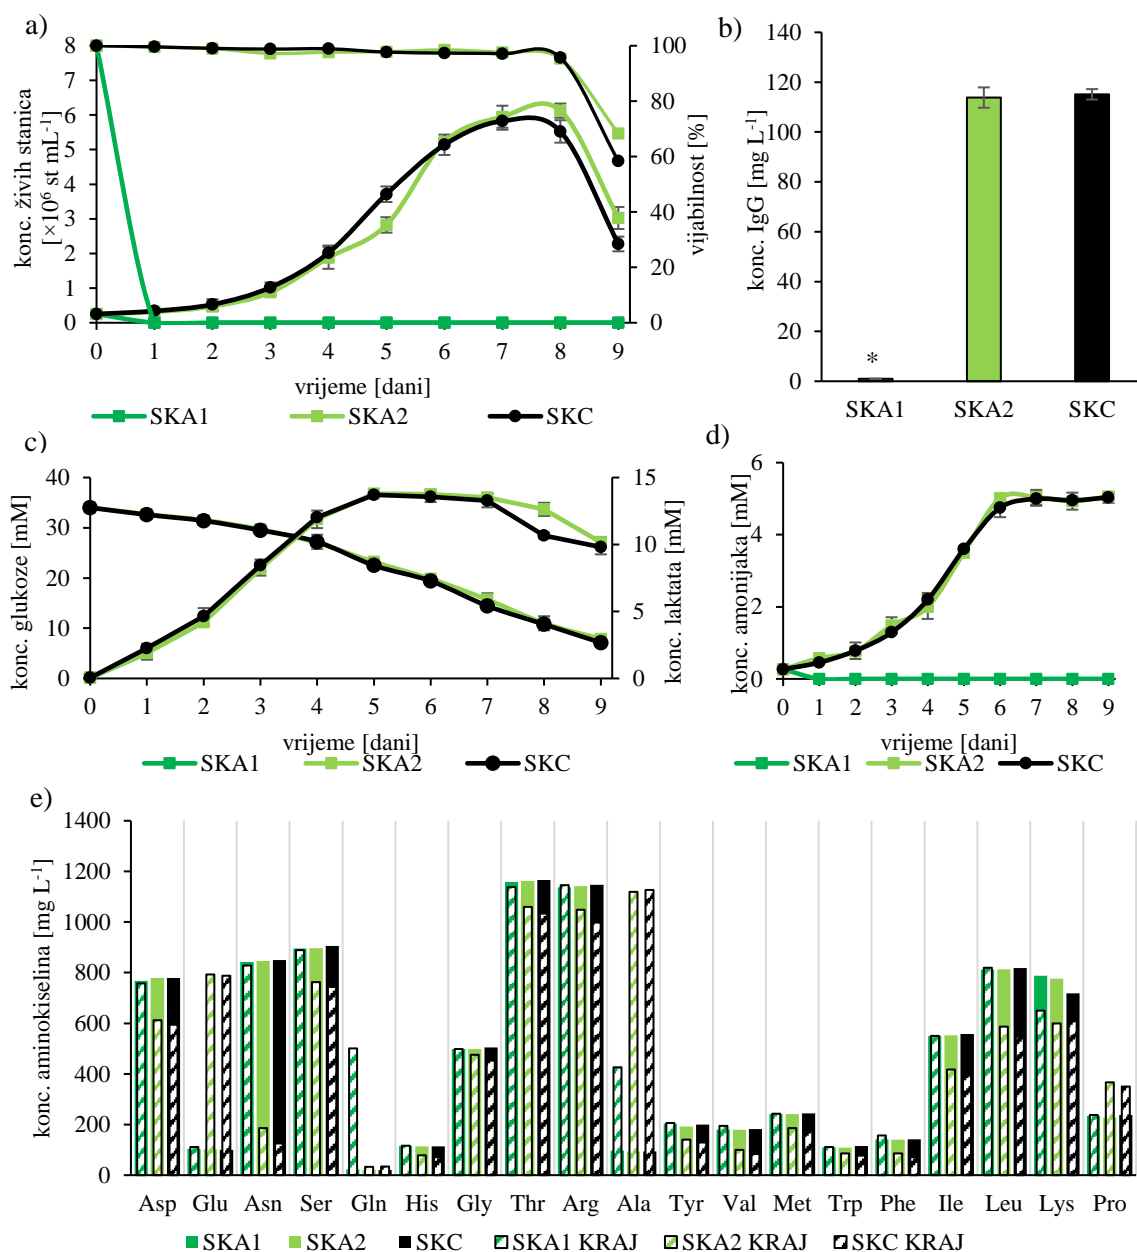 a)
8
7
6
5
4
3
2
1
0
100
80
60
40
20
0
konc. živih stanica
[×10⁶ st mL⁻¹]
vijabilnost [%]
0 1 2 3 4 5 6 7 8 9
vrijeme [dani]
SKA1 SKA2 SKC
b)
120
100
80
60
40
20
0
konc. IgG [mg L⁻¹]
*
SKA1 SKA2 SKC
c)
40
30
20
10
0
15
10
5
0
konc. glukoze [mM]
konc. laktata [mM]
0 1 2 3 4 5 6 7 8 9
vrijeme [dani]
SKA1 SKA2 SKC
d)
6
4
2
0
konc. amonijaka [mM]
0 1 2 3 4 5 6 7 8 9
vrijeme [dani]
SKA1 SKA2 SKC
e)
1400
1200
1000
800
600
400
200
0
konc. aminokiselina [mg L⁻¹]
Asp Glu Asn Ser Gln His Gly Thr Arg Ala Tyr Val Met Trp Phe Ile Leu Lys Pro
SKA1 SKA2 SKC SKA1 KRAJ SKA2 KRAJ SKC KRAJ